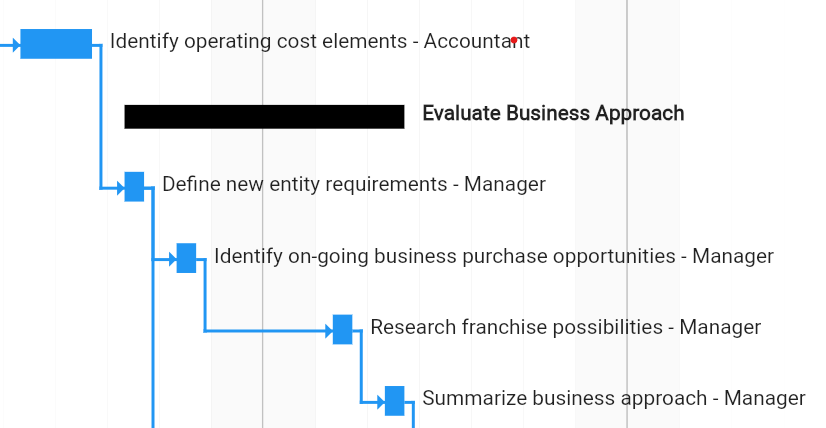 Identify operating cost elements - Accountant
Evaluate Business Approach
Define new entity requirements - Manager
Identify on-going business purchase opportunities - Manager
Research franchise possibilities - Manager
Summarize business approach - Manager